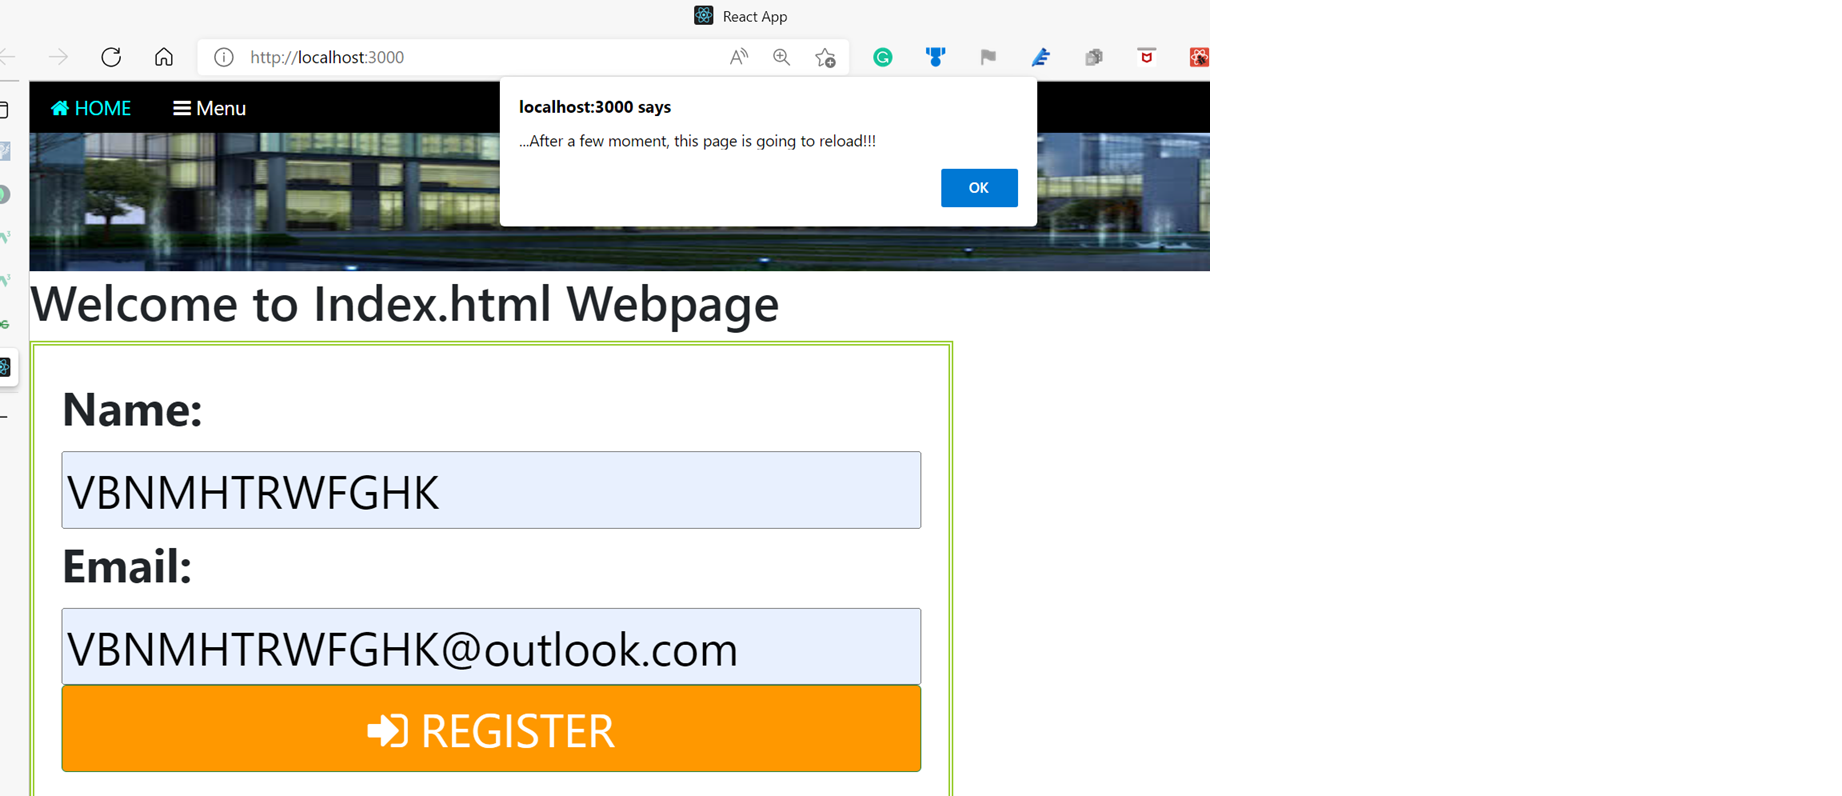 React App
http://localhost:3000
HOME
Menu
localhost:3000 says
...After a few moment, this page is going to reload!!!
OK
Welcome to Index.html Webpage
Name:
VBNMHTRWFGHK
Email:
VBNMHTRWFGHK@outlook.com
REGISTER